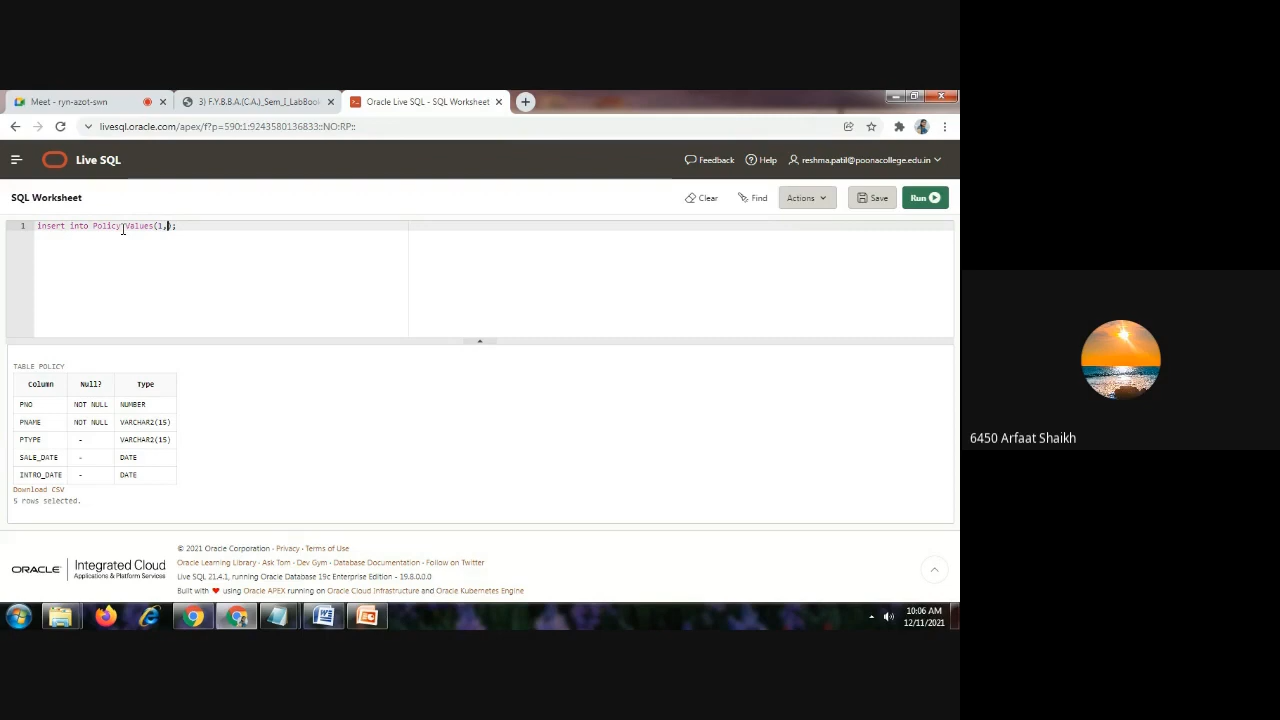 Meet - ryn-azot-swn
3) F.Y.B.B.A.(C.A.)_Sem_I_LabBook
Oracle Live SQL - SQL Worksheet
livesql.oracle.com/apex/f?p=590:1:9243580136833::NO:RP::
Live SQL
Feedback
Help
reshma.patil@poonacollege.edu.in
SQL Worksheet
Clear
Find
Actions
Save
Run
1 insert into Policy Values(1,);
TABLE POLICY
Column Null? Type
PNO NOT NULL NUMBER
PNAME NOT NULL VARCHAR2(15)
PTYPE - VARCHAR2(15)
SALE_DATE - DATE
INTRO_DATE - DATE
Download CSV
5 rows selected.
6450 Arfaat Shaikh
© 2021 Oracle Corporation · Privacy · Terms of Use
Oracle Learning Library · Ask Tom · Dev Gym · Database Documentation · Follow on Twitter
Live SQL 21.4.1, running Oracle Database 19c Enterprise Edition - 19.8.0.0.0
Built with ♥ using Oracle APEX running on Oracle Cloud Infrastructure and Oracle Kubernetes Engine
ORACLE
Integrated Cloud
Applications & Platform Services
10:06 AM
12/11/2021